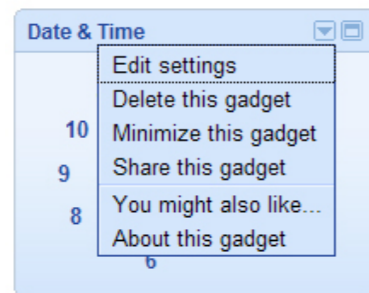 Date & Time
Edit settings
Delete this gadget
10
Minimize this gadget
9
Share this gadget
8
You might also like...
About this gadget
6